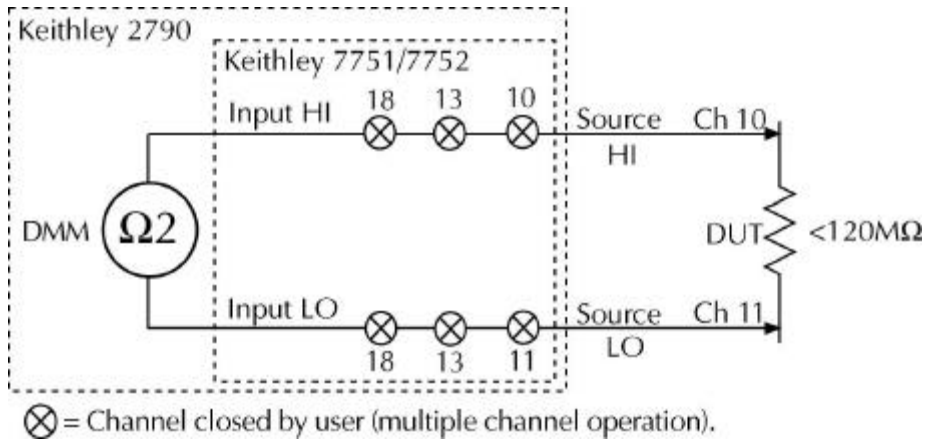 Keithley 2790
Keithley 7751/7752
Input HI
18
13
10
Source
HI
Ch 10
DMM
Ω2
DUT
<120MΩ
Input LO
18
13
11
Source
LO
Ch 11
= Channel closed by user (multiple channel operation).